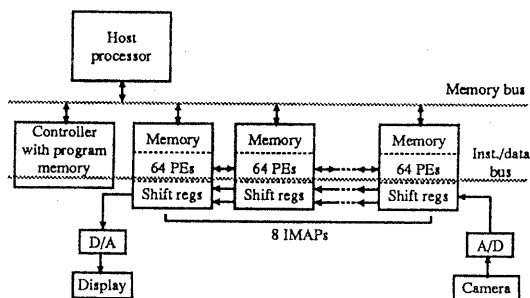 Host
processor
Memory bus
Controller
with program
memory
Memory
64 PEs
Shift regs
Memory
64 PEs
Shift regs
Memory
64 PEs
Shift regs
Inst./data
bus
8 IMAPs
D/A
A/D
Display
Camera